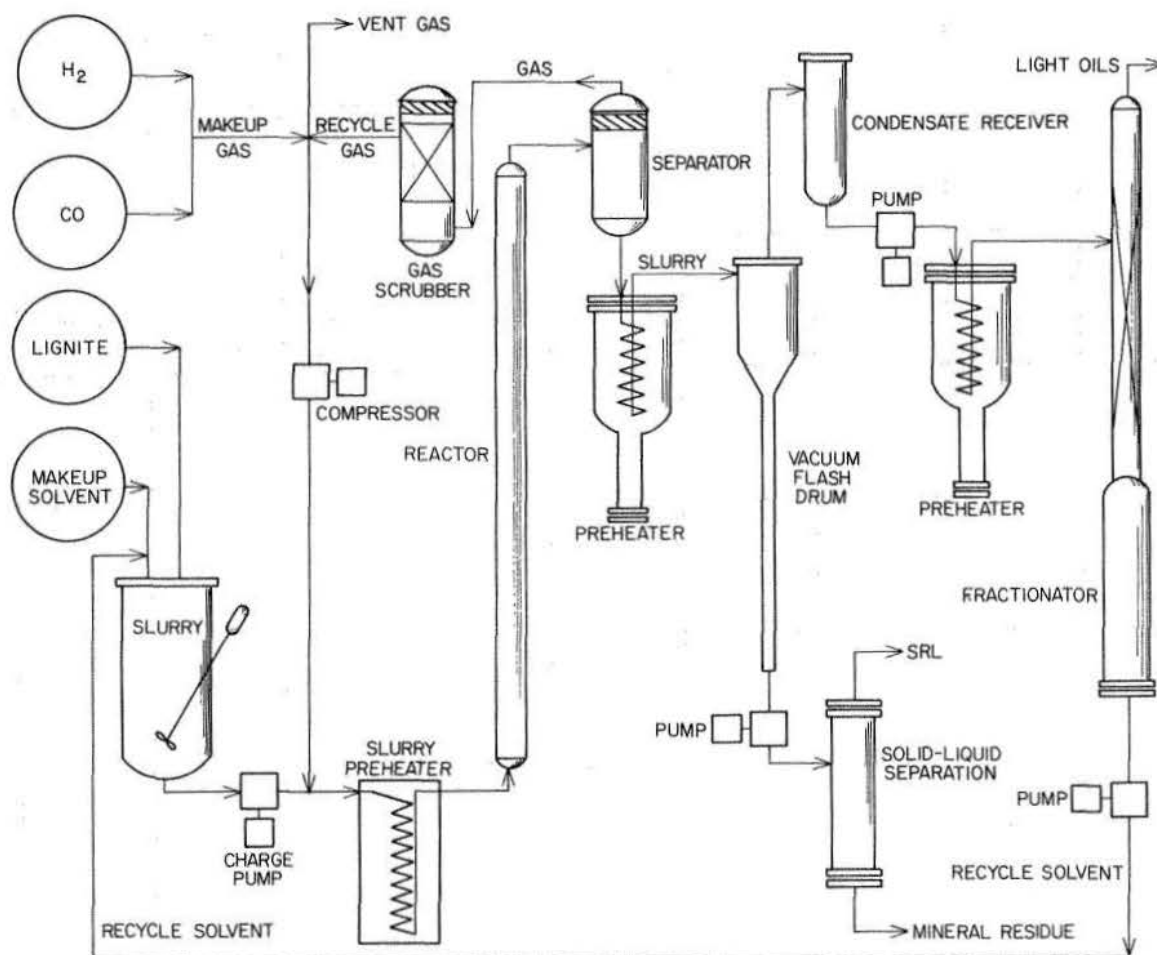 VENT GAS
H2
GAS
LIGHT OILS
MAKEUP
GAS
RECYCLE
GAS
CONDENSATE RECEIVER
SEPARATOR
CO
PUMP
GAS
SCRUBBER
SLURRY
LIGNITE
COMPRESSOR
REACTOR
MAKEUP
SOLVENT
VACUUM
FLASH
DRUM
PREHEATER
PREHEATER
FRACTIONATOR
SLURRY
SRL
PUMP
SLURRY
PREHEATER
SOLID-LIQUID
SEPARATION
PUMP
CHARGE
PUMP
RECYCLE SOLVENT
RECYCLE SOLVENT
MINERAL RESIDUE